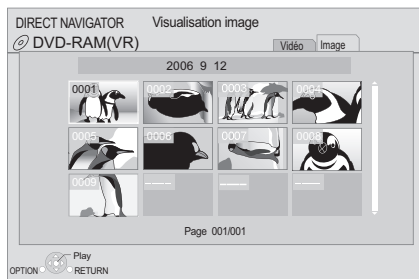 DIRECT NAVIGATOR Visualisation image
DVD-RAM(VR)
Vidéo Image
2006 9 12
0001 0002 0003 0004
0005 0006 0007 0008
0009 ---- ---- ----
Page 001/001
Play
OPTION RETURN